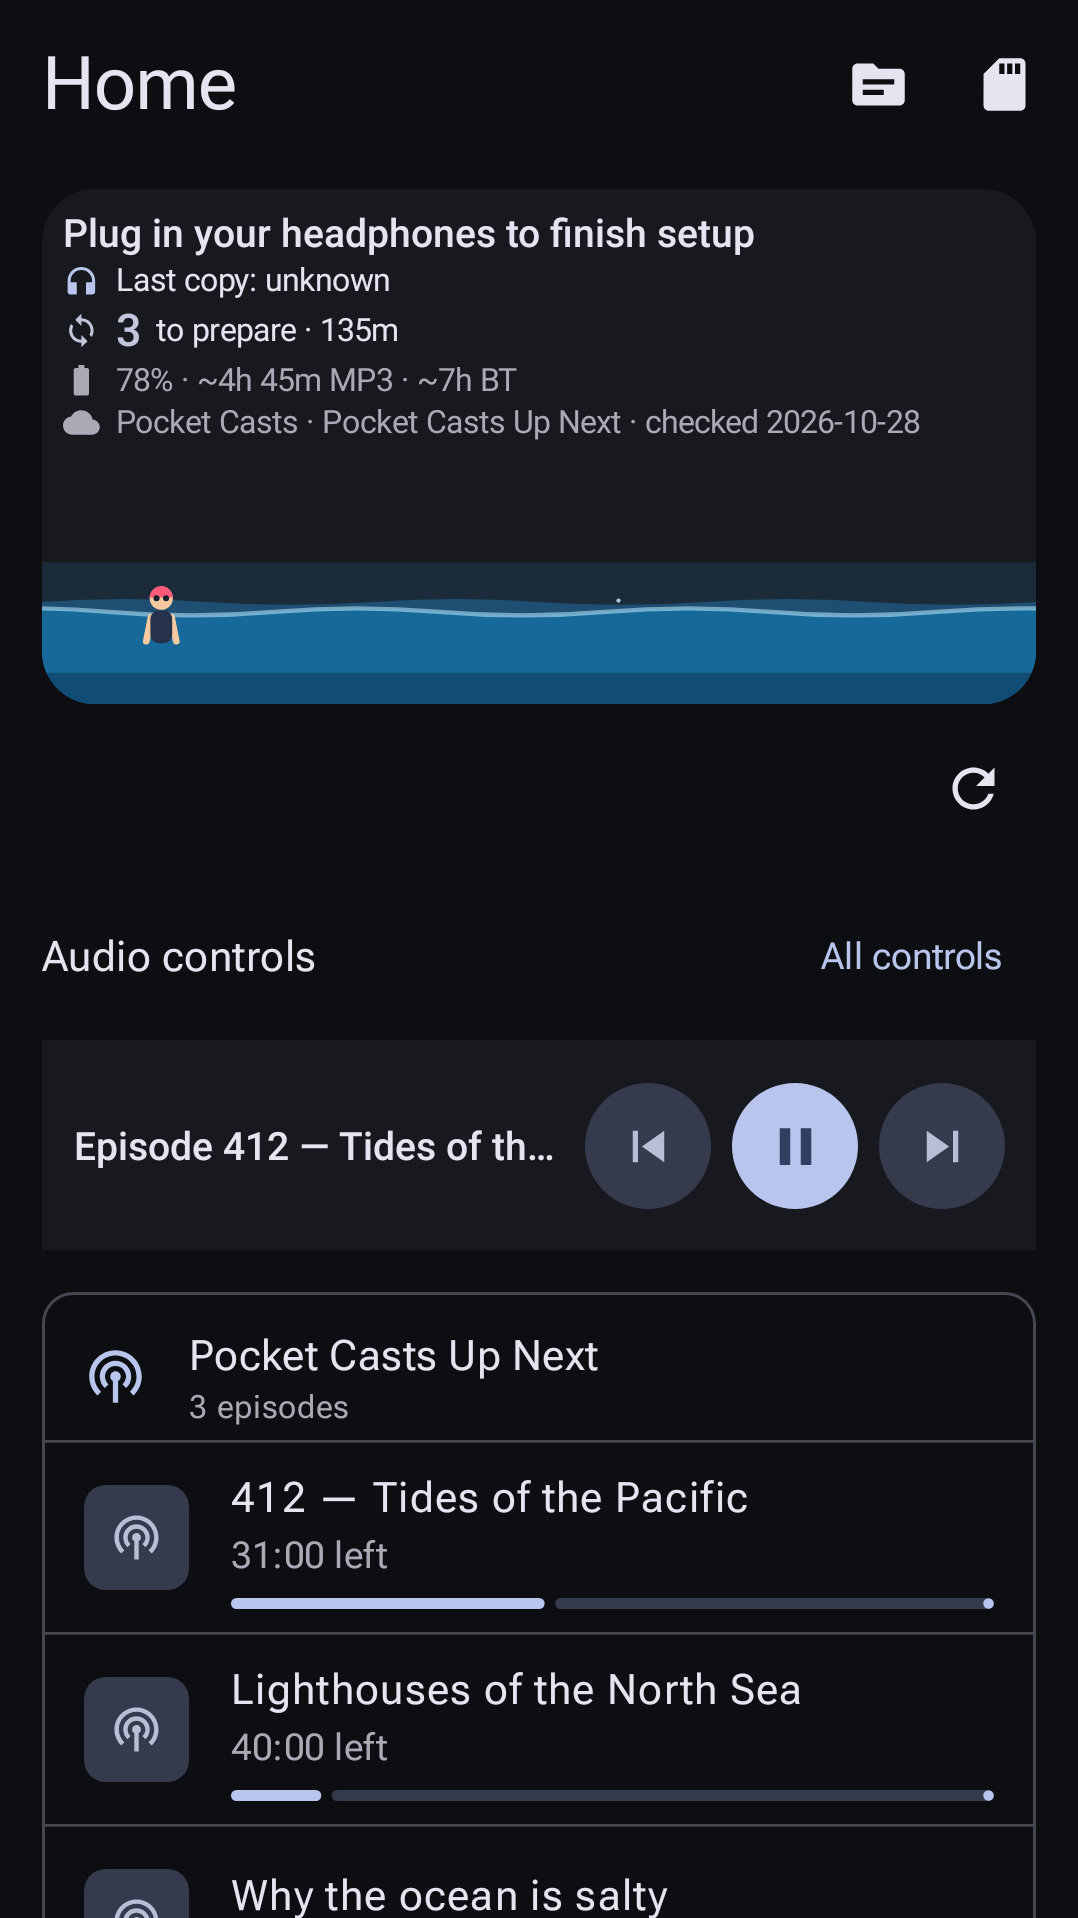 Home
Plug in your headphones to finish setup
Last copy: unknown
3 to prepare · 135m
78% · ~4h 45m MP3 · ~7h BT
Pocket Casts · Pocket Casts Up Next · checked 2026-10-28
Audio controls
All controls
Episode 412 — Tides of th...
Pocket Casts Up Next
3 episodes
412 — Tides of the Pacific
31:00 left
Lighthouses of the North Sea
40:00 left
Why the ocean is salty